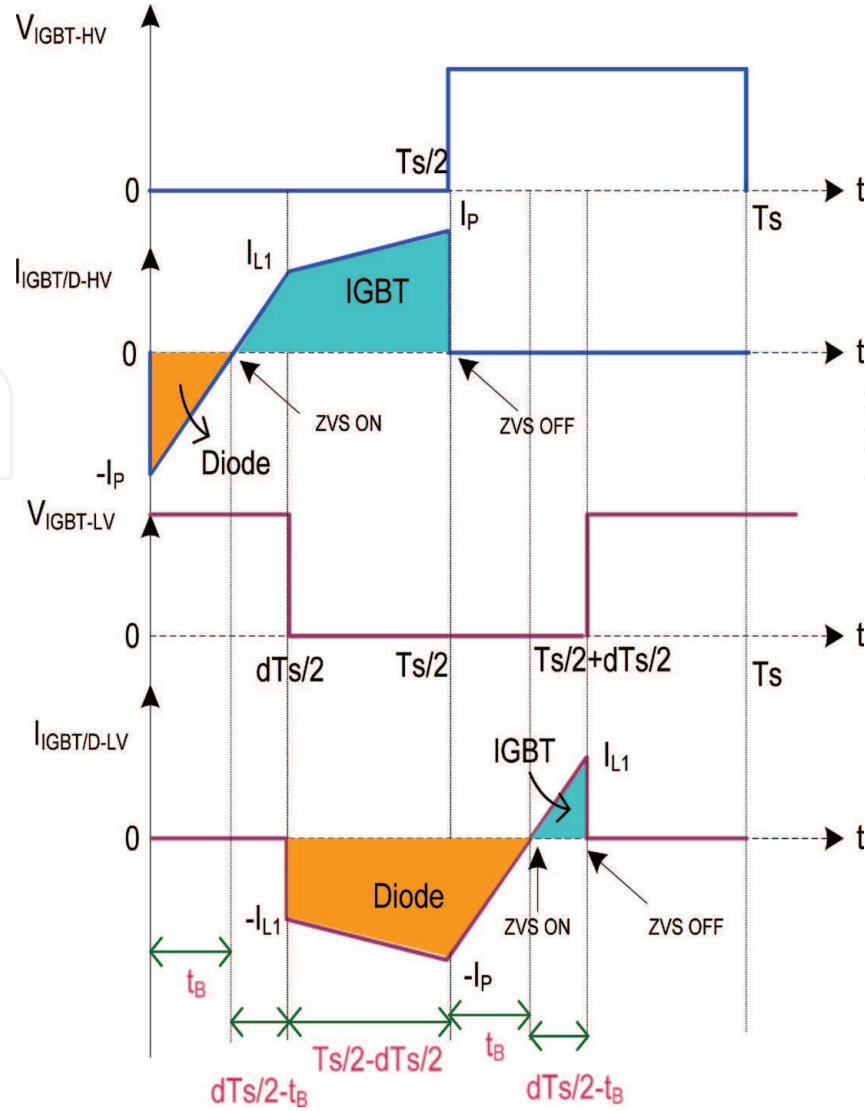 V_IGBT-HV
Ts/2
0
t
Ts
I_P
I_L1
I_IGBT/D-HV
IGBT
0
t
ZVS ON
ZVS OFF
Diode
-I_P
V_IGBT-LV
0
t
dTs/2
Ts/2
Ts/2+dTs/2
Ts
I_IGBT/D-LV
IGBT
I_L1
0
t
Diode
-I_L1
ZVS ON
ZVS OFF
-I_P
t_B
Ts/2-dTs/2
t_B
dTs/2-t_B
dTs/2-t_B